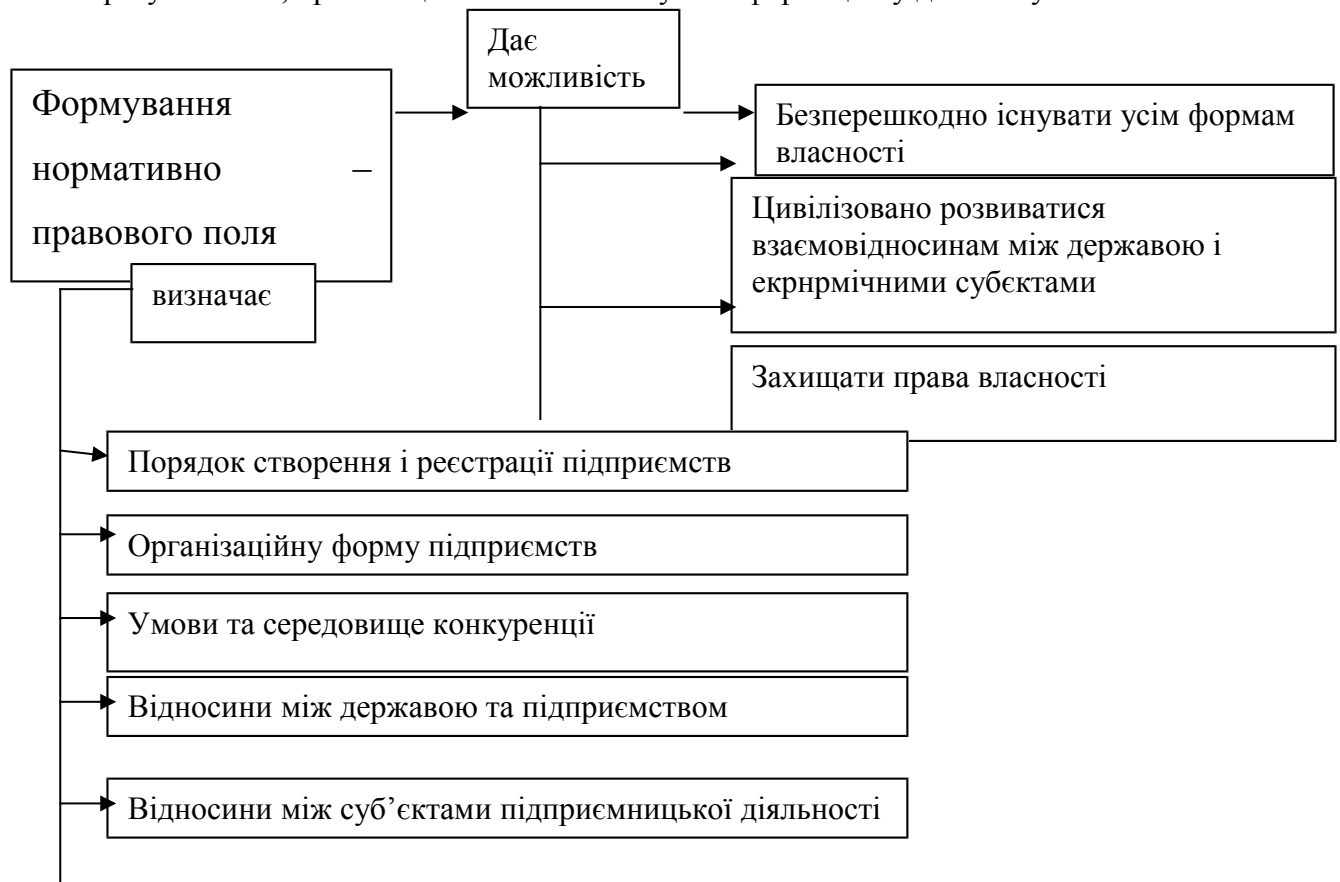 Дає
можливість
Формування
нормативно –
правового поля
визначає
Безперешкодно існувати усім формам
власності
Цивілізовано розвиватися
взаємовідносинам між державою і
екрнрмічними субєктами
Захищати права власності
Порядок створення і реєстрації підприємств
Організаційну форму підприємств
Умови та середовище конкуренції
Відносини між державою та підприємством
Відносини між суб’єктами підприємницької діяльності